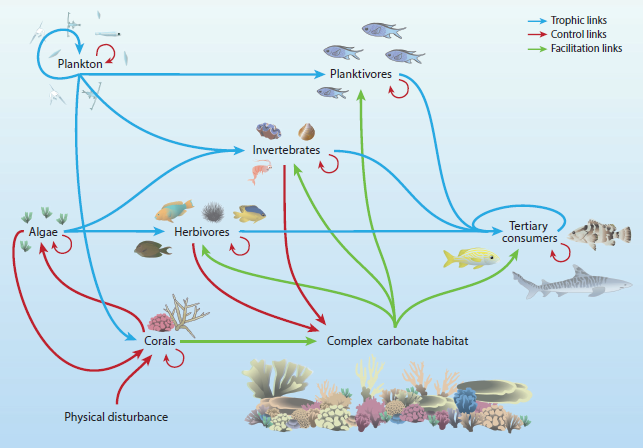 Trophic links
Control links
Facilitation links
Plankton
Planktivores
Invertebrates
Algae
Herbivores
Tertiary
consumers
Corals
Complex carbonate habitat
Physical disturbance